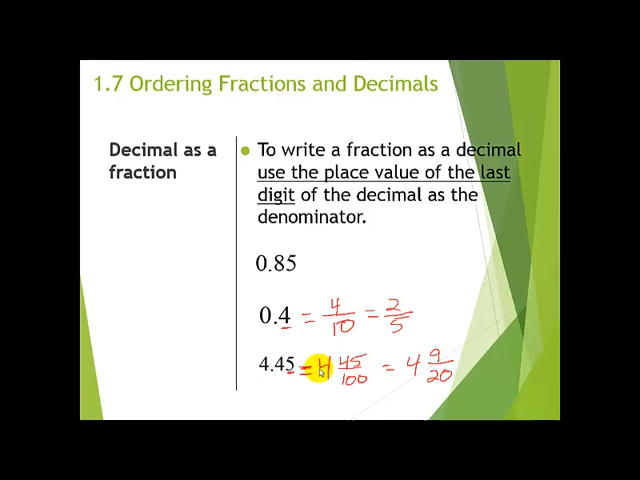 1.7 Ordering Fractions and Decimals
Decimal as a
fraction
To write a fraction as a decimal
use the place value of the last
digit of the decimal as the
denominator.
0.85
0.4 = 4/10 = 2/5
4.45 = 4 45/100 = 4 9/20